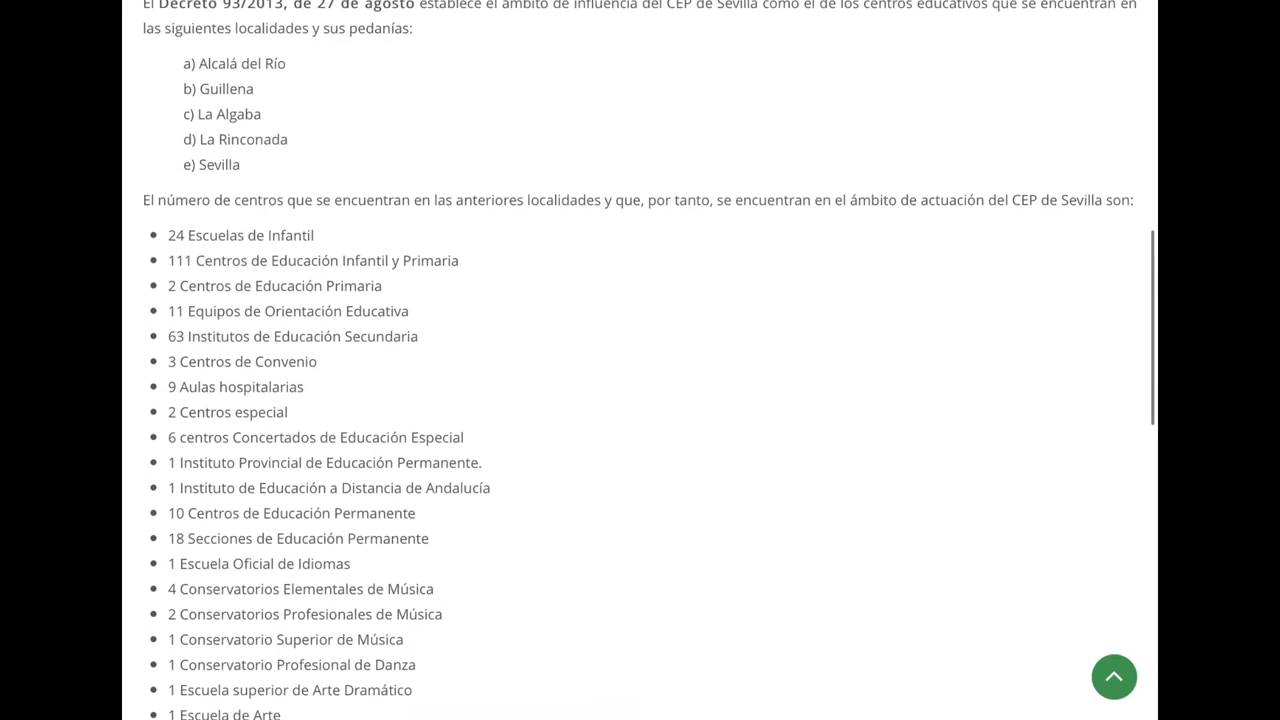 El Decreto 93/2013, de 27 de agosto establece el ámbito de influencia del CEP de Sevilla como el de los centros educativos que se encuentran en
las siguientes localidades y sus pedanías:
a) Alcalá del Río
b) Guillena
c) La Algaba
d) La Rinconada
e) Sevilla
El número de centros que se encuentran en las anteriores localidades y que, por tanto, se encuentran en el ámbito de actuación del CEP de Sevilla son:
• 24 Escuelas de Infantil
• 111 Centros de Educación Infantil y Primaria
• 2 Centros de Educación Primaria
• 11 Equipos de Orientación Educativa
• 63 Institutos de Educación Secundaria
• 3 Centros de Convenio
• 9 Aulas hospitalarias
• 2 Centros especial
• 6 centros Concertados de Educación Especial
• 1 Instituto Provincial de Educación Permanente.
• 1 Instituto de Educación a Distancia de Andalucía
• 10 Centros de Educación Permanente
• 18 Secciones de Educación Permanente
• 1 Escuela Oficial de Idiomas
• 4 Conservatorios Elementales de Música
• 2 Conservatorios Profesionales de Música
• 1 Conservatorio Superior de Música
• 1 Conservatorio Profesional de Danza
• 1 Escuela superior de Arte Dramático
• 1 Escuela de Arte